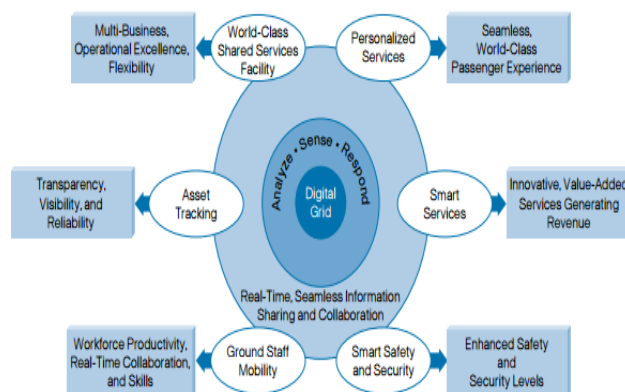 Multi-Business,
Operational Excellence,
Flexibility
World-Class
Shared Services
Facility
Personalized
Services
Seamless,
World-Class
Passenger Experience
Analyze • Sense • Respond
Digital
Grid
Transparency,
Visibility, and
Reliability
Asset
Tracking
Smart
Services
Innovative, Value-Added
Services Generating
Revenue
Real-Time, Seamless Information
Sharing and Collaboration
Workforce Productivity,
Real-Time Collaboration,
and Skills
Ground Staff
Mobility
Smart Safety
and Security
Enhanced Safety
and
Security Levels